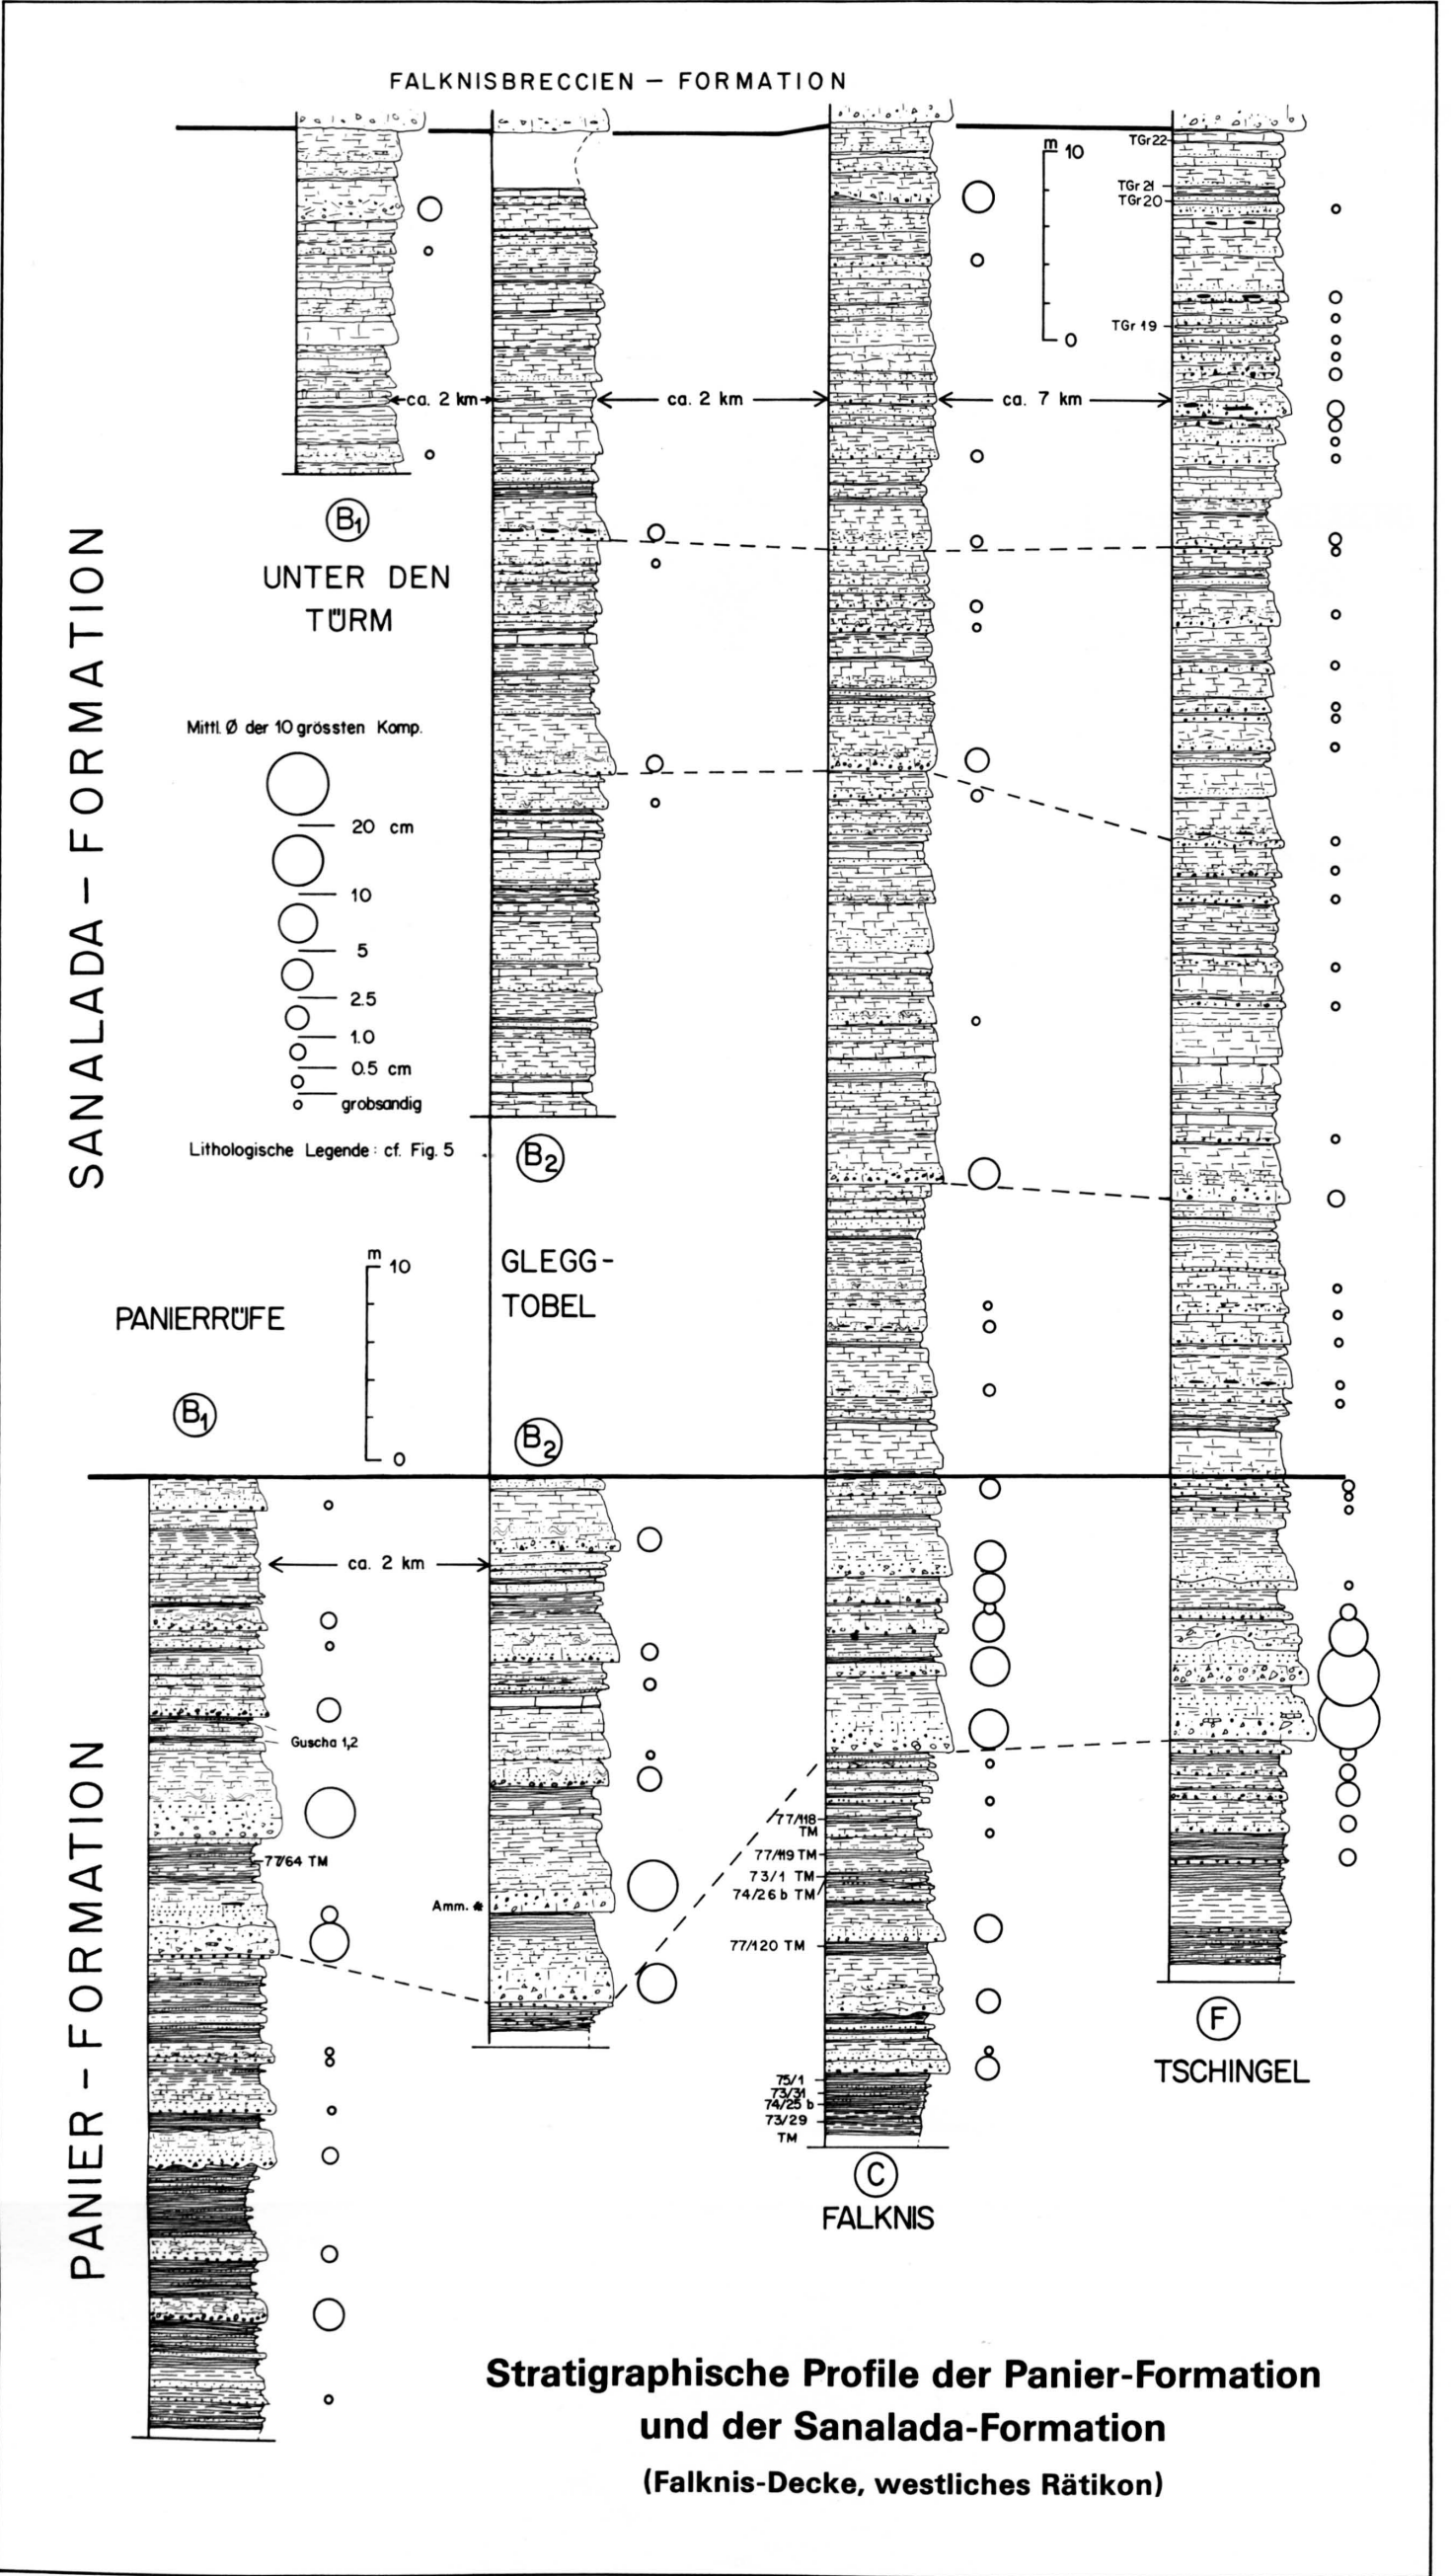 FALKNISBRECCIEN – FORMATION
m
10
0
TGr22
TGr 21
TGr20
TGr 19
ca. 2 km
ca. 2 km
ca. 7 km
SANALADA – FORMATION
B1
UNTER DEN
TÜRM
Mittl. Ø der 10 grössten Komp.
20 cm
10
5
2.5
1.0
0.5 cm
grobsandig
Lithologische Legende : cf. Fig. 5
B2
GLEGG-
TOBEL
m
10
0
PANIERRÜFE
B1
B2
PANIER – FORMATION
ca. 2 km
Guscha 1,2
77/64 TM
Amm.
77/118
TM
77/119 TM
73/1 TM
74/26 b TM
77/120 TM
75/1
73/31
74/25 b
73/29
TM
C
FALKNIS
F
TSCHINGEL
Stratigraphische Profile der Panier-Formation
und der Sanalada-Formation
(Falknis-Decke, westliches Rätikon)